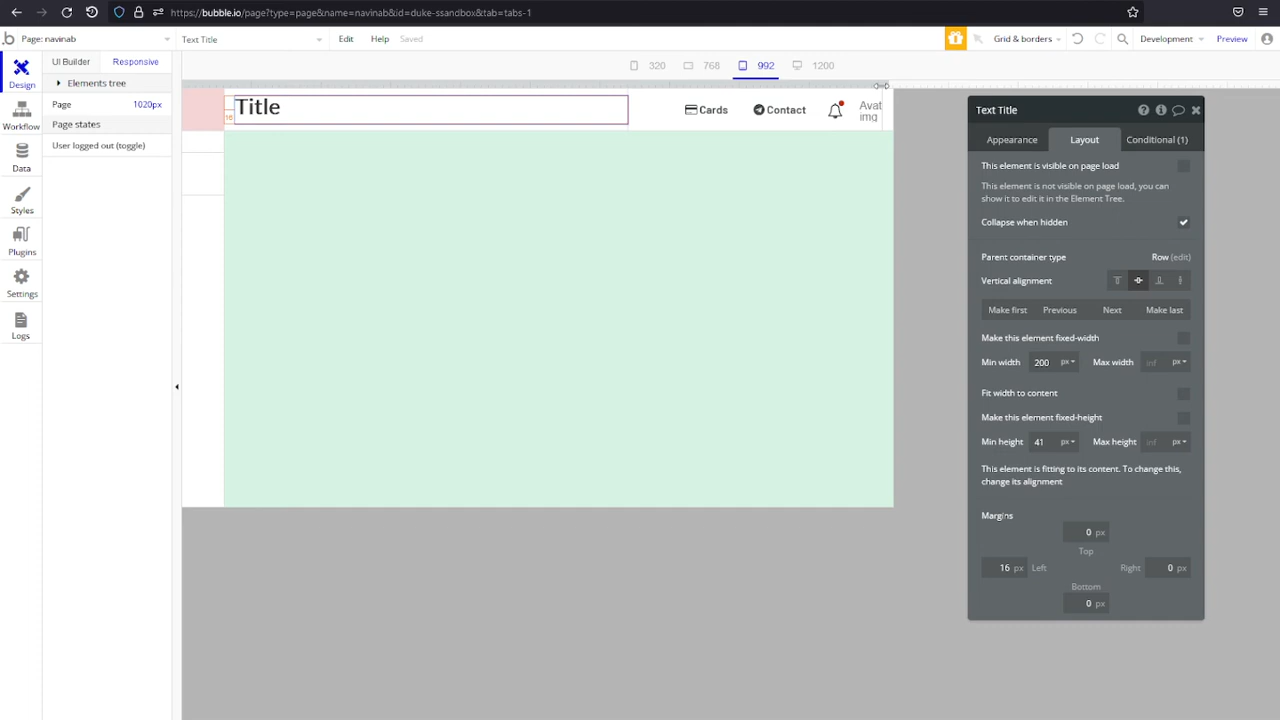 https://bubble.io/page?type=page&name=navinab&id=duke-ssandbox&tab=tabs-1
Page: navinab
Text Title
Edit
Help
Saved
Grid & borders
Development
Preview
Design
Workflow
Data
Styles
Plugins
Settings
Logs
UI Builder
Responsive
Elements tree
Page
1020px
Page states
User logged out (toggle)
320
768
992
1200
16
Title
Cards
Contact
Avat
img
Text Title
Appearance
Layout
Conditional (1)
This element is visible on page load
This element is not visible on page load, you can
show it to edit it in the Element Tree.
Collapse when hidden
Parent container type
Row (edit)
Vertical alignment
Make first
Previous
Next
Make last
Make this element fixed-width
Min width
200
px
Max width
inf
px
Fit width to content
Make this element fixed-height
Min height
41
px
Max height
inf
px
This element is fitting to its content. To change this,
change its alignment
Margins
0 px
Top
16 px
Left
Right
0 px
Bottom
0 px